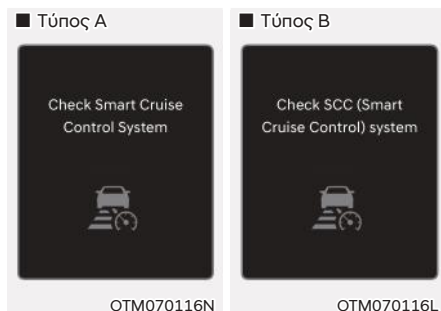 ■ Τύπος A
Check Smart Cruise
Control System
OTM070116N
■ Τύπος B
Check SCC (Smart
Cruise Control) system
OTM070116L